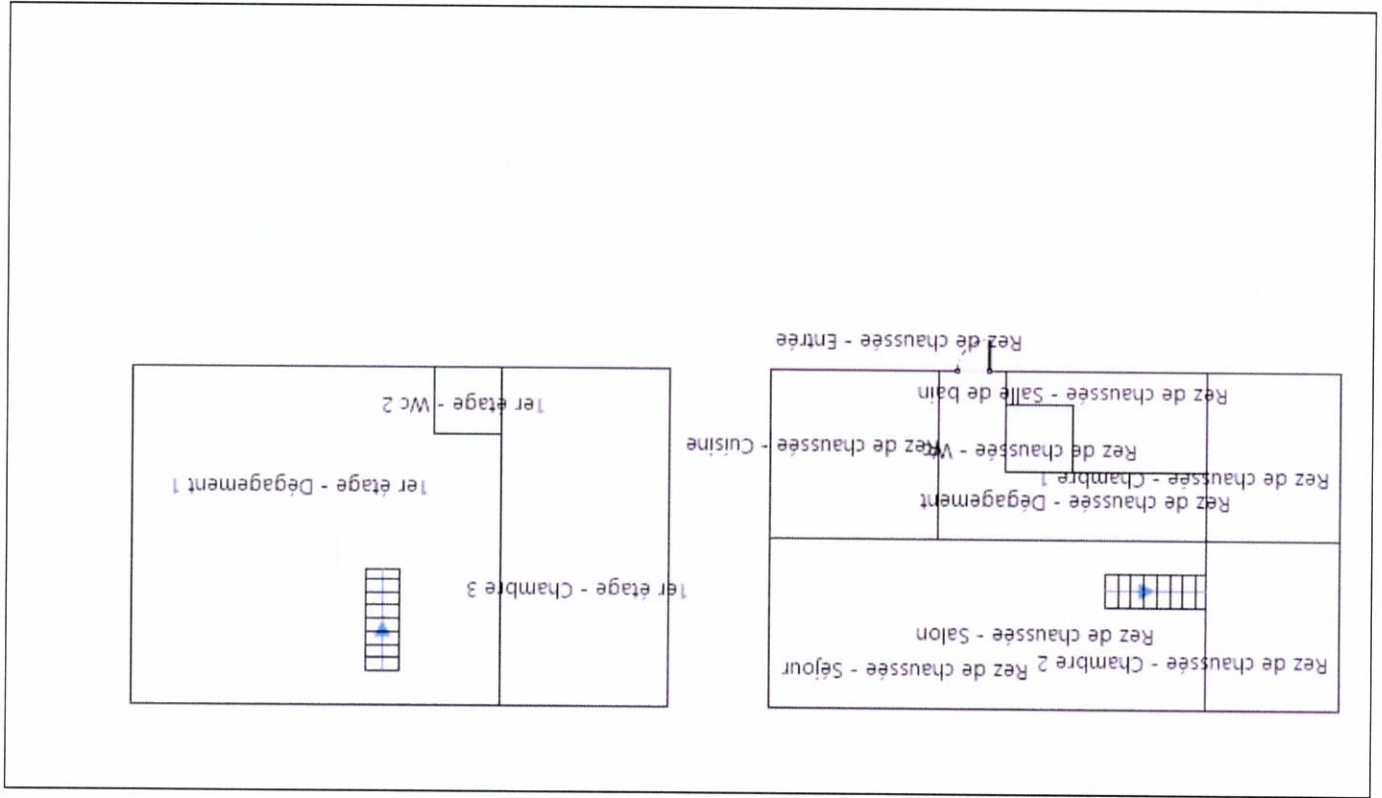 Rez de chaussée - Chambre 2
Rez de chaussée - Séjour
Rez de chaussée - Salon
Rez de chaussée - Dégagement
Rez de chaussée - Chambre 1
Rez de chaussée - Wc
Rez de chaussée - Cuisine
Rez de chaussée - Salle de bain
Rez de chaussée - Entrée
1er étage - Chambre 3
1er étage - Dégagement 1
1er étage - Wc 2